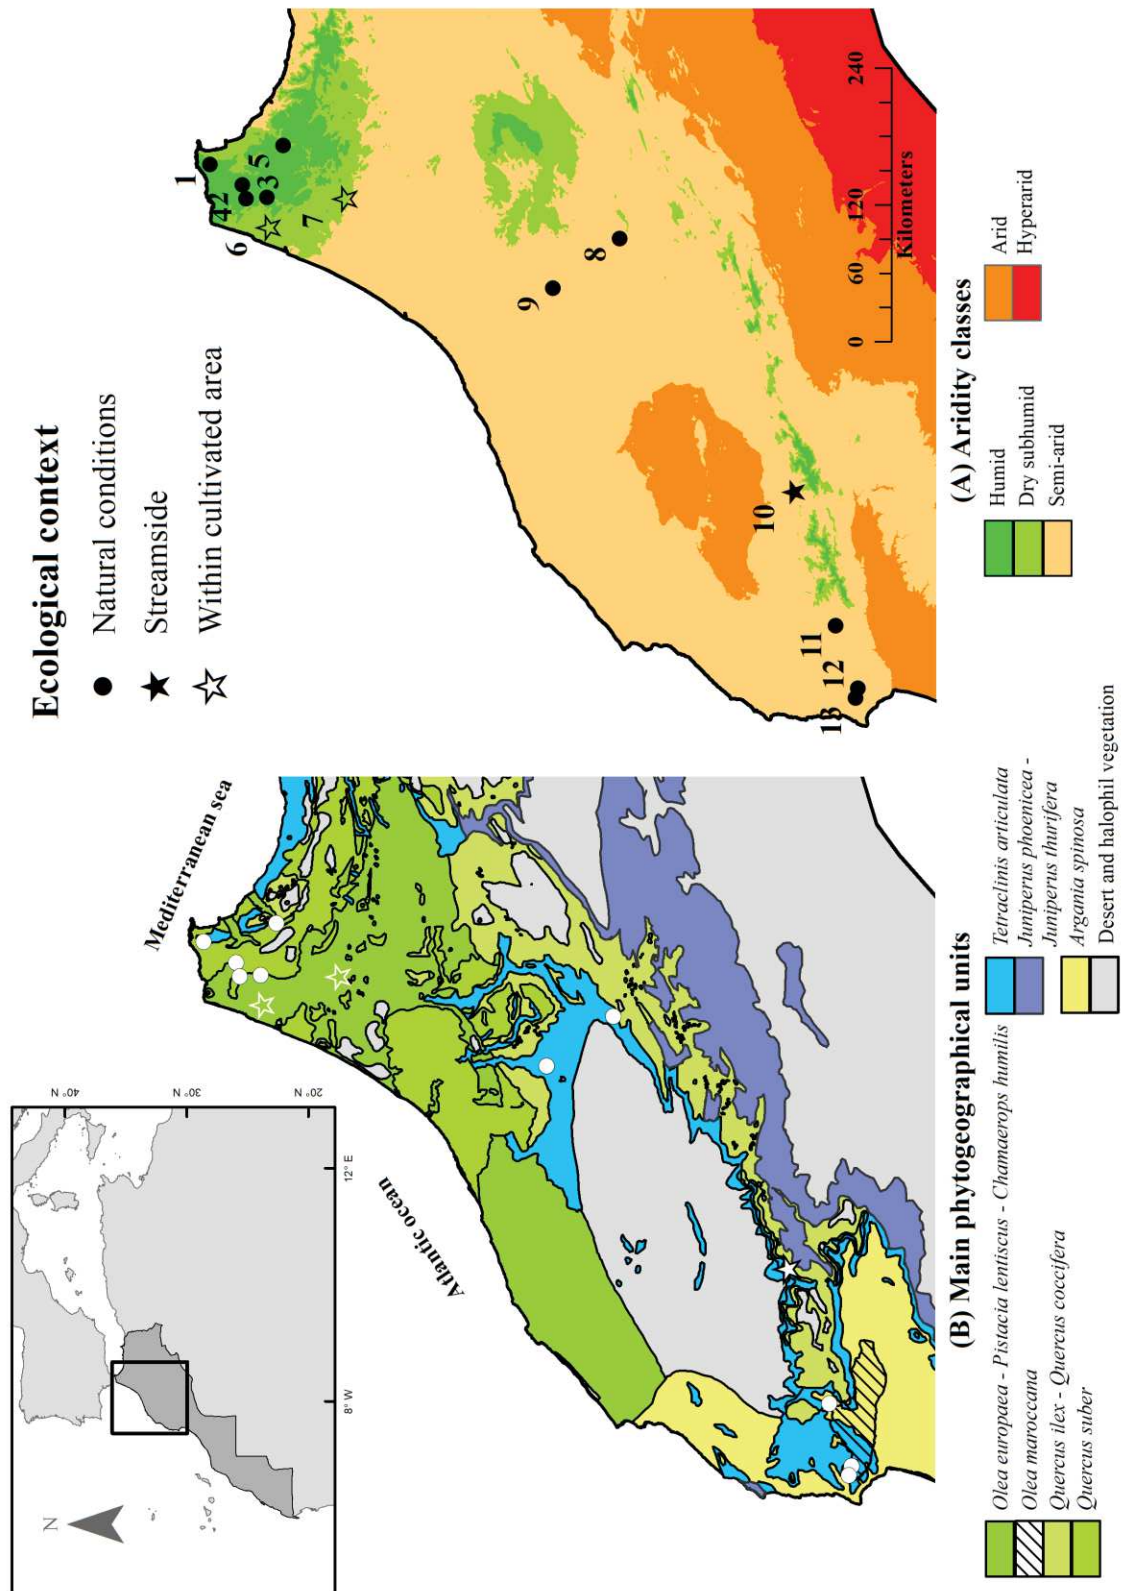 N
40° N
30° N
20° N
8° W
12° E
Mediterranean sea
Atlantic ocean
(B) Main phytogeographical units
Olea europaea - Pistacia lentiscus - Chamaerops humilis
Olea maroccana
Quercus ilex - Quercus coccifera
Quercus suber
Tetraclinis articulata
Juniperus phoenicea -
Juniperus thurifera
Argania spinosa
Desert and halophil vegetation
Ecological context
Natural conditions
Streamside
Within cultivated area
1
4 2
3
5
6
7
8
9
10
11
12
13
0 60 120 240
Kilometers
(A) Aridity classes
Humid
Dry subhumid
Semi-arid
Arid
Hyperarid